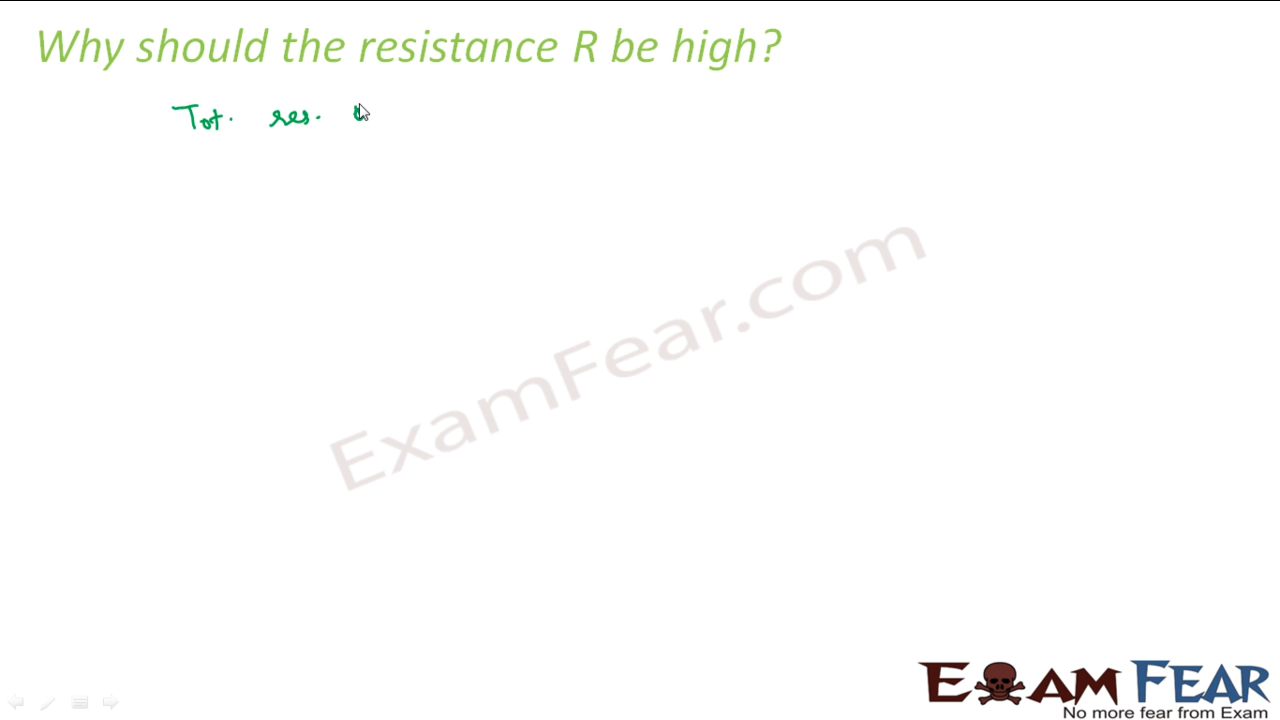 Why should the resistance R be high?
Tot. res.
ExamFear.com
EXAM FEAR
No more fear from Exam